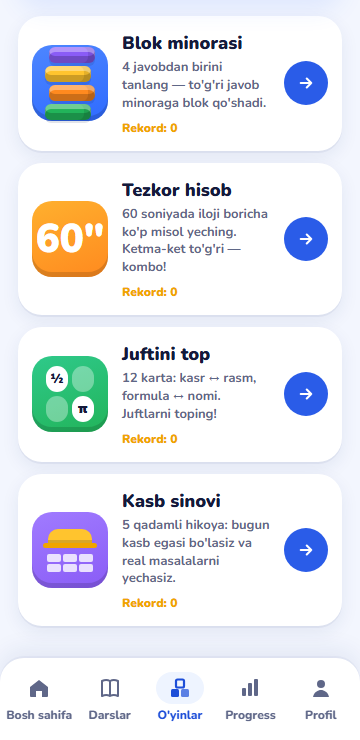 Blok minorasi
4 javobdan birini
tanlang — to'g'ri javob
minoraga blok qo'shadi.
Rekord: 0
60"
Tezkor hisob
60 soniyada iloji boricha
ko'p misol yeching.
Ketma-ket to'g'ri —
kombo!
Rekord: 0
½
π
Juftini top
12 karta: kasr ↔ rasm,
formula ↔ nomi.
Juftlarni toping!
Rekord: 0
Kasb sinovi
5 qadamli hikoya: bugun
kasb egasi bo'lasiz va
real masalalarni
yechasiz.
Rekord: 0
Bosh sahifa Darslar O'yinlar Progress Profil